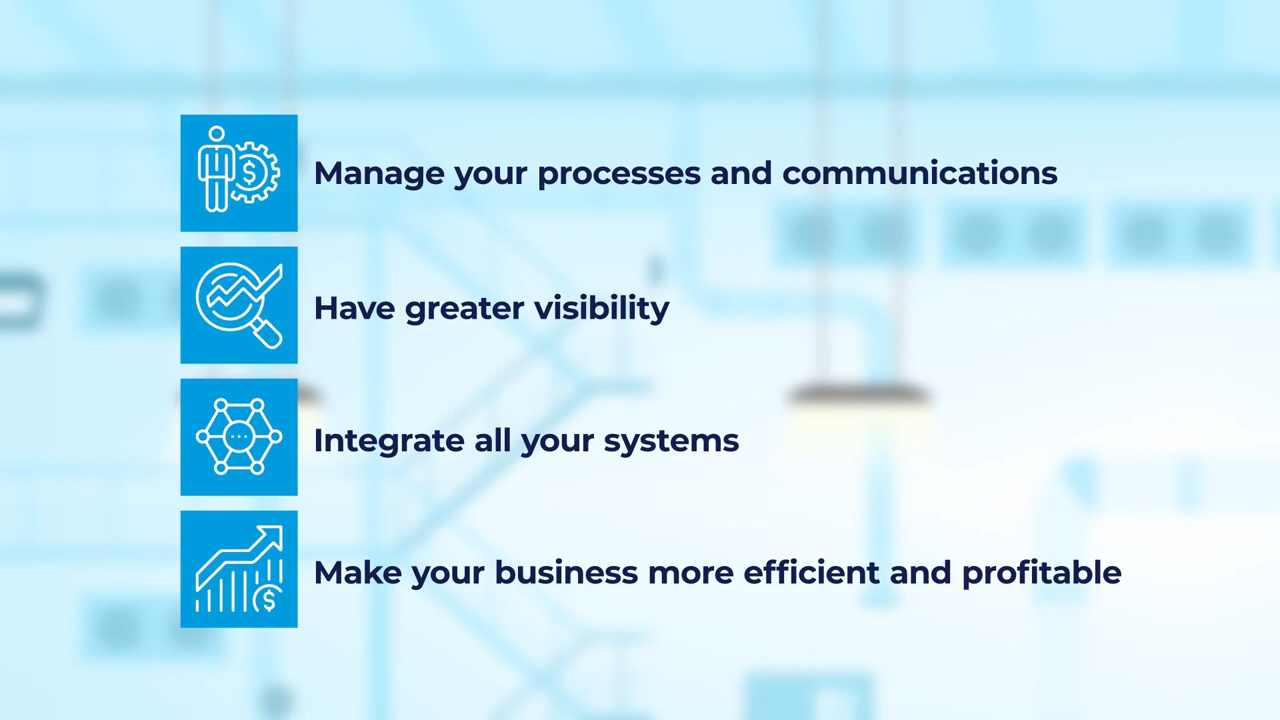 Manage your processes and communications
Have greater visibility
Integrate all your systems
Make your business more efficient and profitable